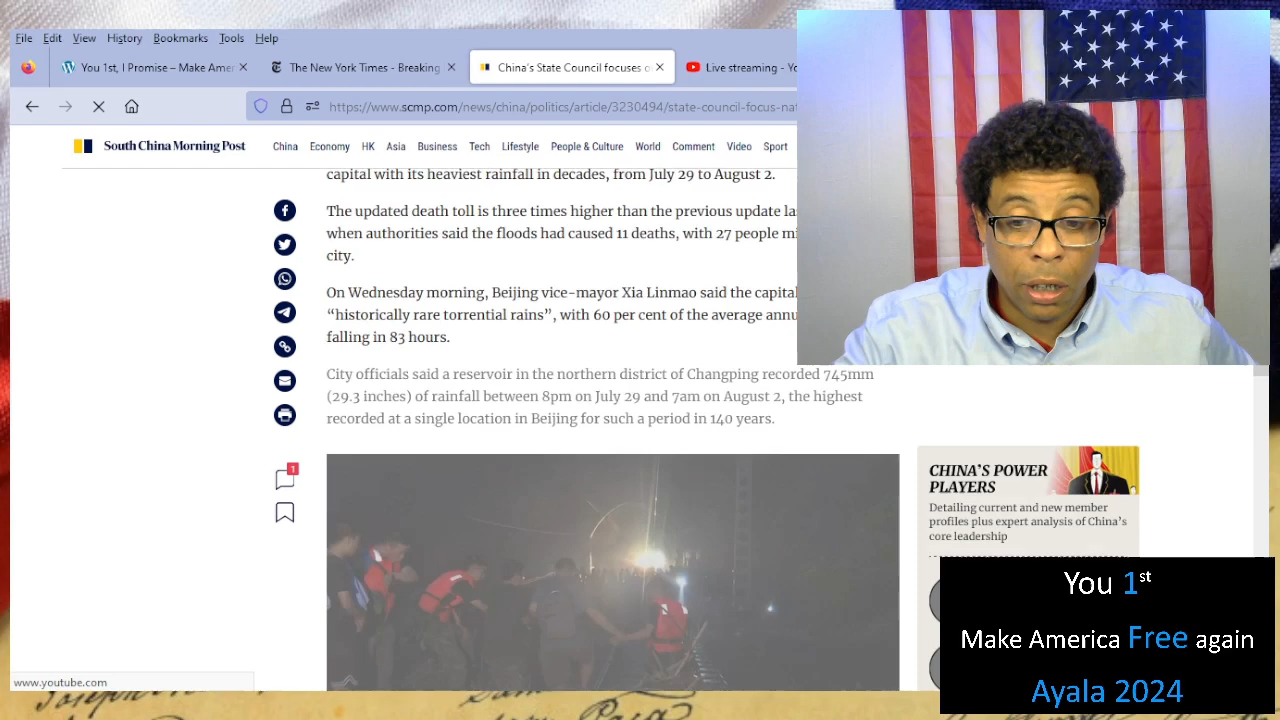 File Edit View History Bookmarks Tools Help
You 1st, I Promise – Make Amer
The New York Times - Breaking
China's State Council focuses o
Live streaming - Yo
https://www.scmp.com/news/china/politics/article/3230494/state-council-focus-nat
South China Morning Post
China Economy HK Asia Business Tech Lifestyle People & Culture World Comment Video Sport
capital with its heaviest rainfall in decades, from July 29 to August 2.
The updated death toll is three times higher than the previous update las
when authorities said the floods had caused 11 deaths, with 27 people mi
city.
On Wednesday morning, Beijing vice-mayor Xia Linmao said the capital
“historically rare torrential rains”, with 60 per cent of the average annu
falling in 83 hours.
City officials said a reservoir in the northern district of Changping recorded 745mm
(29.3 inches) of rainfall between 8pm on July 29 and 7am on August 2, the highest
recorded at a single location in Beijing for such a period in 140 years.
1
CHINA'S POWER
PLAYERS
Detailing current and new member
profiles plus expert analysis of China's
core leadership
www.youtube.com
You 1st
Make America Free again
Ayala 2024